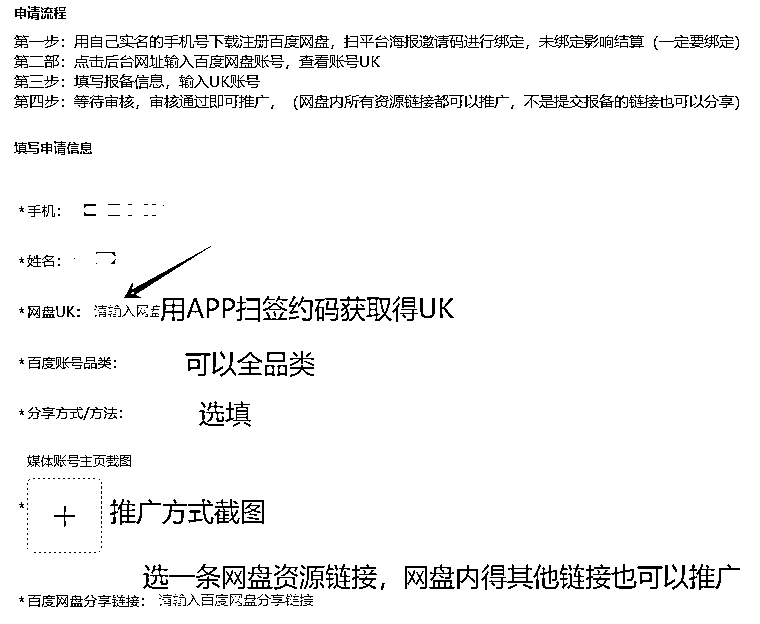 申请流程
第一步：用自己实名的手机号下载注册百度网盘，扫平台海报邀请码进行绑定，未绑定影响结算（一定要绑定）
第二部：点击后台网址输入百度网盘账号，查看账号UK
第三步：填写报备信息，输入UK账号
第四步：等待审核，审核通过即可推广，（网盘内所有资源链接都可以推广，不是提交报备的链接也可以分享）
填写申请信息
*手机：
*姓名：
*网盘UK：请输入网盘用APP扫签约码获取得UK
*百度账号品类： 可以全品类
*分享方式/方法： 选填
媒体账号主页截图
* + 推广方式截图
选一条网盘资源链接，网盘内得其他链接也可以推广
*百度网盘分享链接：请输入百度网盘分享链接